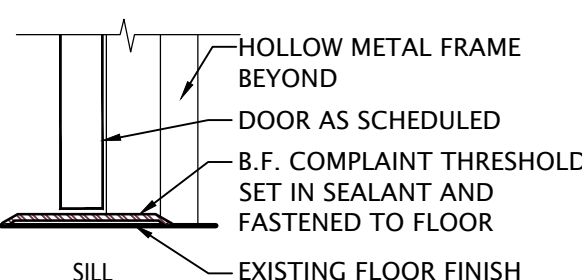 HOLLOW METAL FRAME
BEYOND
DOOR AS SCHEDULED
B.F. COMPLAINT THRESHOLD
SET IN SEALANT AND
FASTENED TO FLOOR
EXISTING FLOOR FINISH
SILL